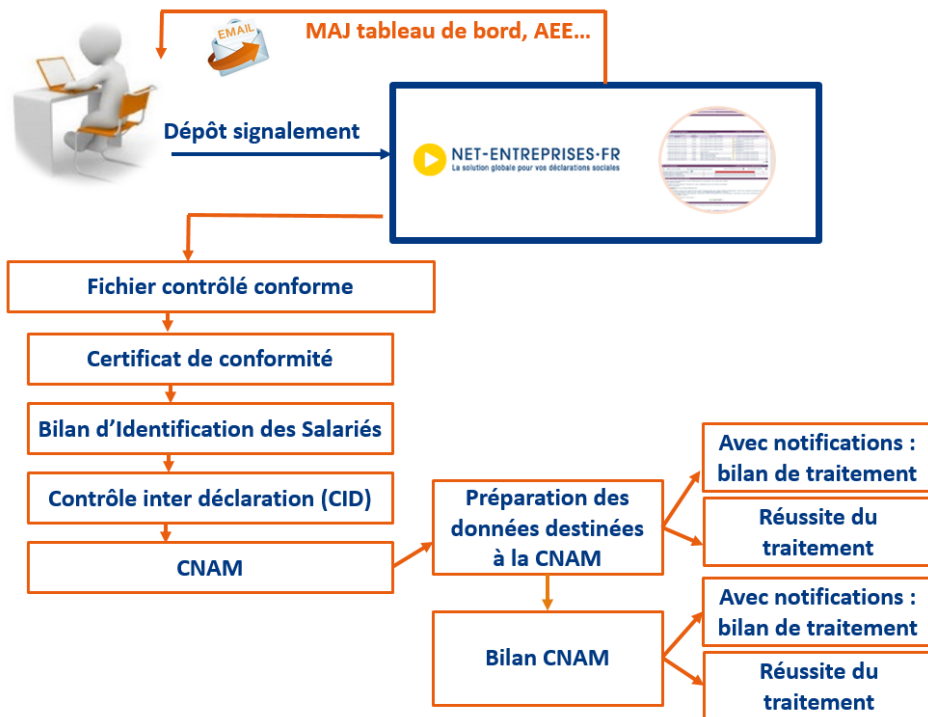 EMAIL
MAJ tableau de bord, AEE...
Dépôt signalement
NET-ENTREPRISES·FR
La solution globale pour vos déclarations sociales
Fichier contrôlé conforme
Certificat de conformité
Bilan d'Identification des Salariés
Contrôle inter déclaration (CID)
CNAM
Préparation des
données destinées
à la CNAM
Avec notifications :
bilan de traitement
Réussite du
traitement
Bilan CNAM
Avec notifications :
bilan de traitement
Réussite du
traitement